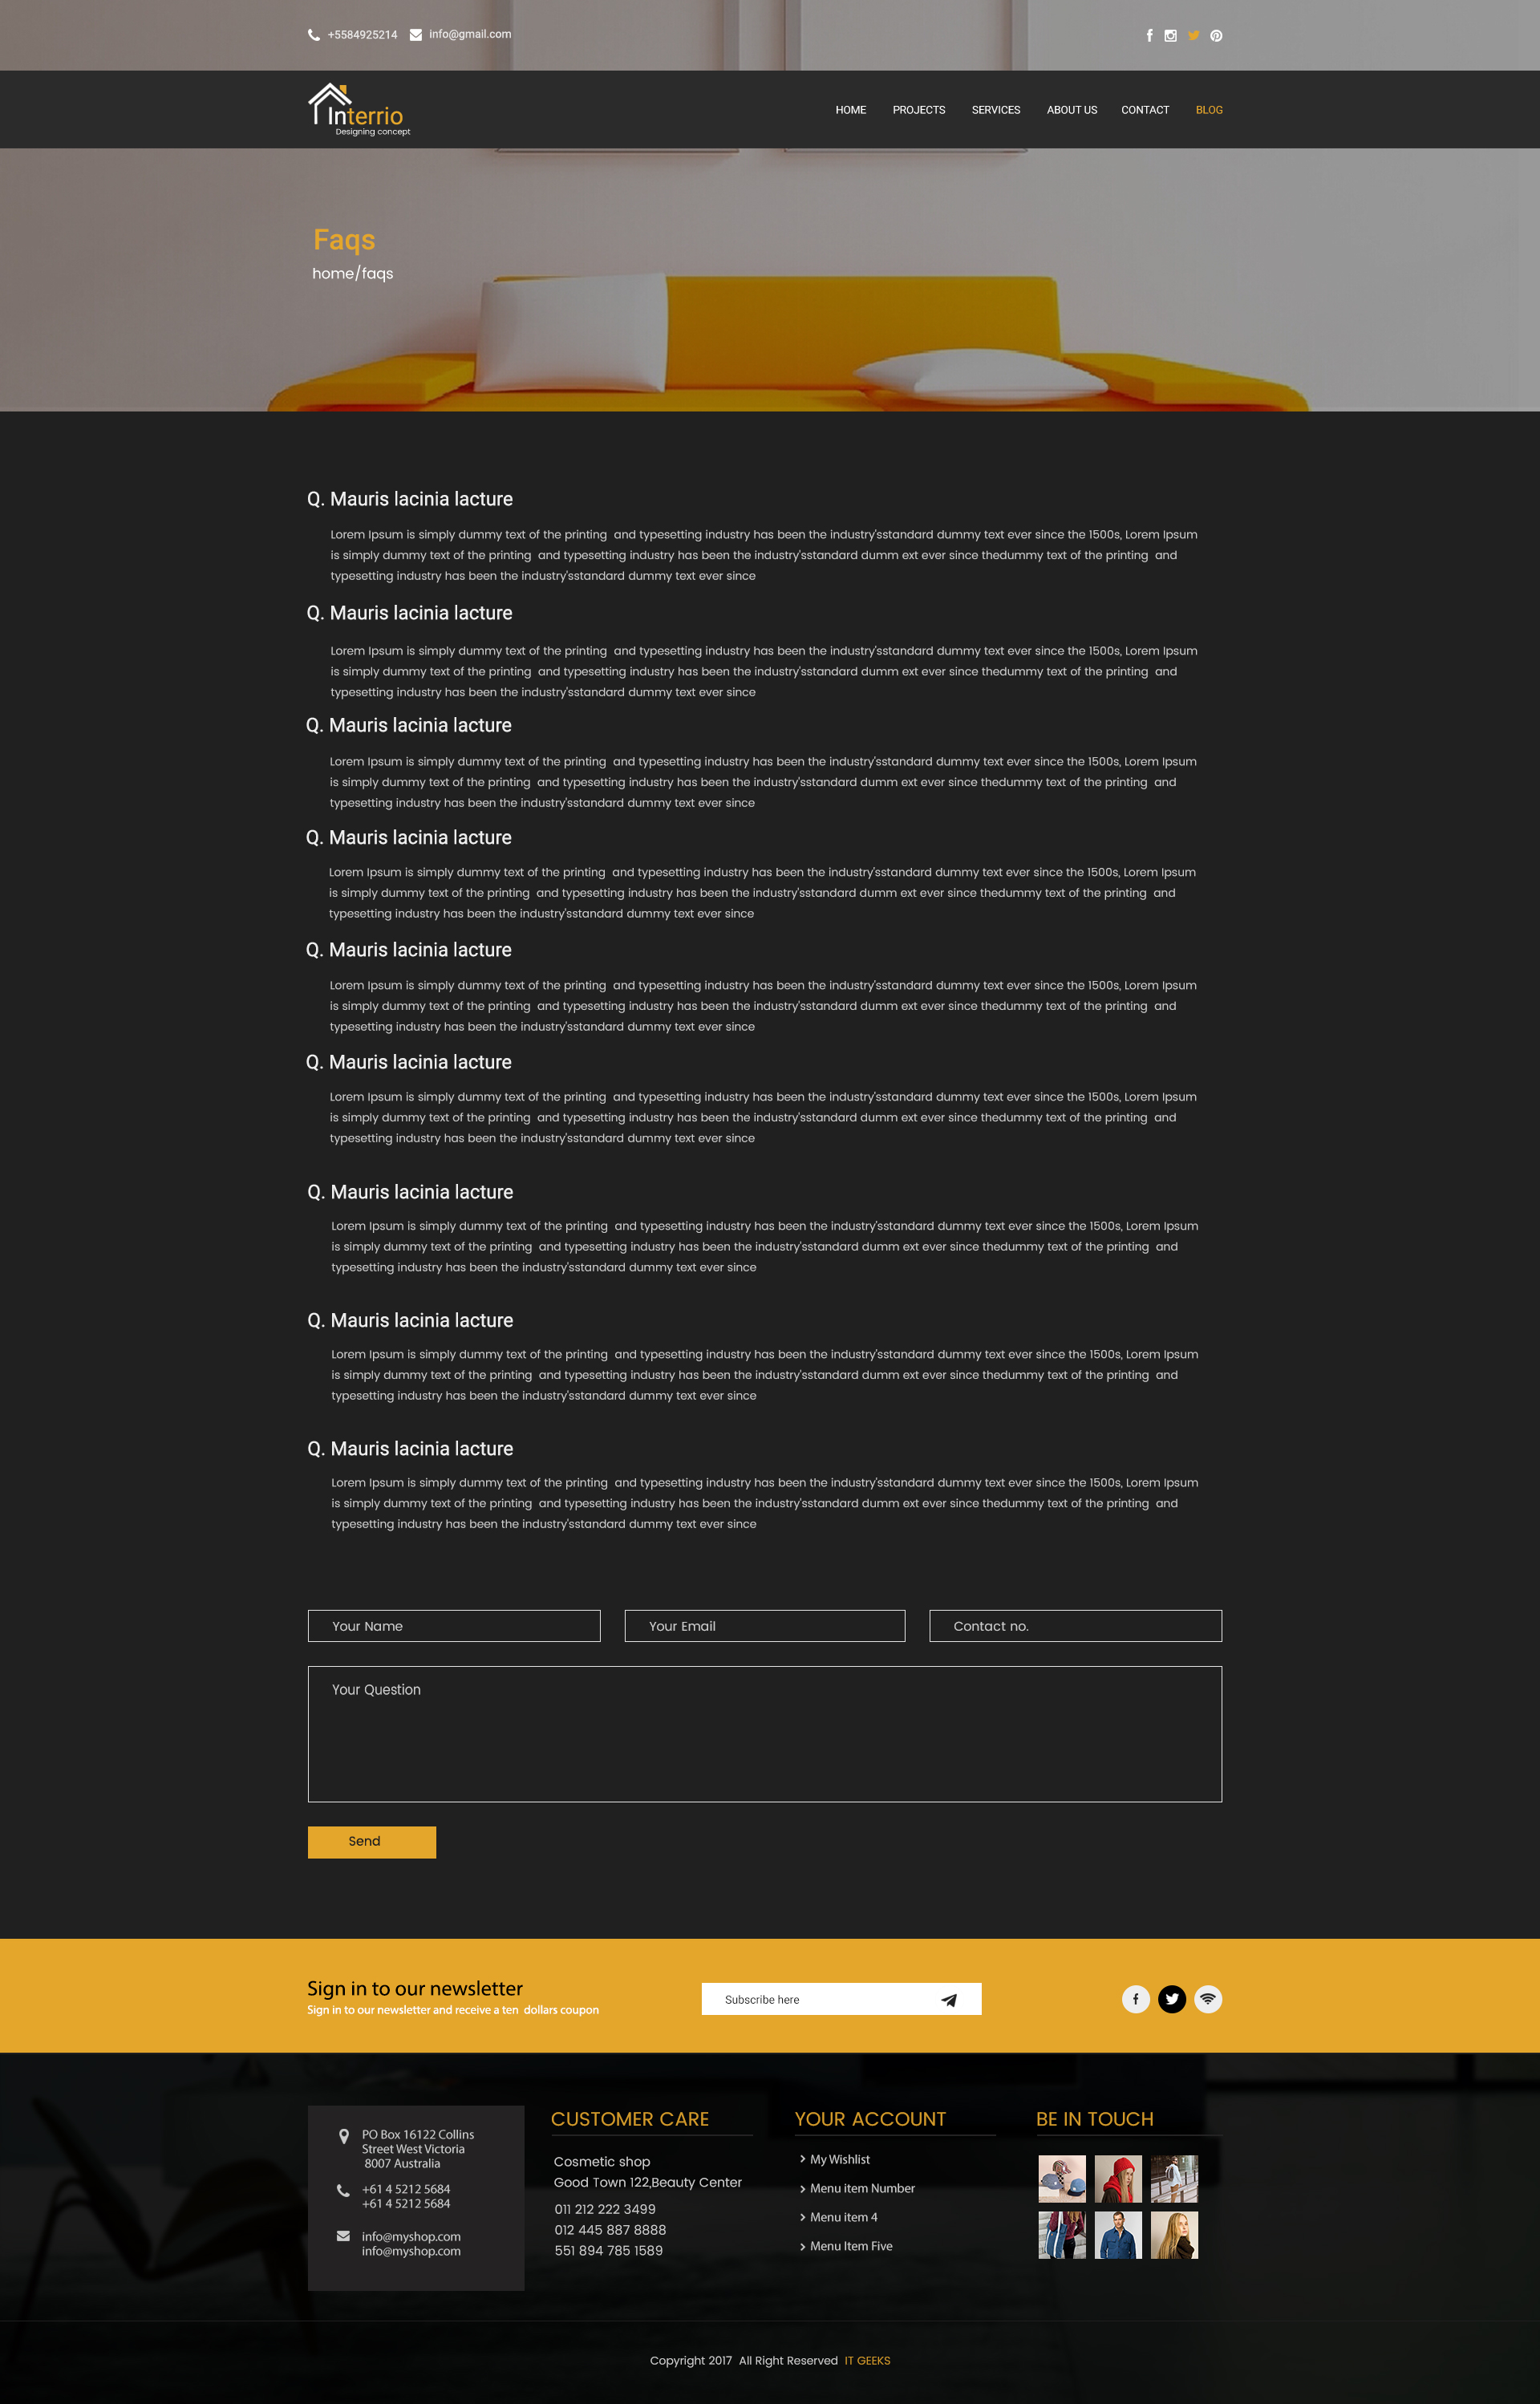 +5584925214 info@gmail.com
Interrio
Designing concept
HOME PROJECTS SERVICES ABOUT US CONTACT BLOG
Faqs
home/faqs
Q. Mauris lacinia lacture
Lorem Ipsum is simply dummy text of the printing and typesetting industry has been the industry'sstandard dummy text ever since the 1500s, Lorem Ipsum
is simply dummy text of the printing and typesetting industry has been the industry'sstandard dumm ext ever since thedummy text of the printing and
typesetting industry has been the industry'sstandard dummy text ever since
Q. Mauris lacinia lacture
Lorem Ipsum is simply dummy text of the printing and typesetting industry has been the industry'sstandard dummy text ever since the 1500s, Lorem Ipsum
is simply dummy text of the printing and typesetting industry has been the industry'sstandard dumm ext ever since thedummy text of the printing and
typesetting industry has been the industry'sstandard dummy text ever since
Q. Mauris lacinia lacture
Lorem Ipsum is simply dummy text of the printing and typesetting industry has been the industry'sstandard dummy text ever since the 1500s, Lorem Ipsum
is simply dummy text of the printing and typesetting industry has been the industry'sstandard dumm ext ever since thedummy text of the printing and
typesetting industry has been the industry'sstandard dummy text ever since
Q. Mauris lacinia lacture
Lorem Ipsum is simply dummy text of the printing and typesetting industry has been the industry'sstandard dummy text ever since the 1500s, Lorem Ipsum
is simply dummy text of the printing and typesetting industry has been the industry'sstandard dumm ext ever since thedummy text of the printing and
typesetting industry has been the industry'sstandard dummy text ever since
Q. Mauris lacinia lacture
Lorem Ipsum is simply dummy text of the printing and typesetting industry has been the industry'sstandard dummy text ever since the 1500s, Lorem Ipsum
is simply dummy text of the printing and typesetting industry has been the industry'sstandard dumm ext ever since thedummy text of the printing and
typesetting industry has been the industry'sstandard dummy text ever since
Q. Mauris lacinia lacture
Lorem Ipsum is simply dummy text of the printing and typesetting industry has been the industry'sstandard dummy text ever since the 1500s, Lorem Ipsum
is simply dummy text of the printing and typesetting industry has been the industry'sstandard dumm ext ever since thedummy text of the printing and
typesetting industry has been the industry'sstandard dummy text ever since
Q. Mauris lacinia lacture
Lorem Ipsum is simply dummy text of the printing and typesetting industry has been the industry'sstandard dummy text ever since the 1500s, Lorem Ipsum
is simply dummy text of the printing and typesetting industry has been the industry'sstandard dumm ext ever since thedummy text of the printing and
typesetting industry has been the industry'sstandard dummy text ever since
Q. Mauris lacinia lacture
Lorem Ipsum is simply dummy text of the printing and typesetting industry has been the industry'sstandard dummy text ever since the 1500s, Lorem Ipsum
is simply dummy text of the printing and typesetting industry has been the industry'sstandard dumm ext ever since thedummy text of the printing and
typesetting industry has been the industry'sstandard dummy text ever since
Q. Mauris lacinia lacture
Lorem Ipsum is simply dummy text of the printing and typesetting industry has been the industry'sstandard dummy text ever since the 1500s, Lorem Ipsum
is simply dummy text of the printing and typesetting industry has been the industry'sstandard dumm ext ever since thedummy text of the printing and
typesetting industry has been the industry'sstandard dummy text ever since
Your Name Your Email Contact no.
Your Question
Send
Sign in to our newsletter
Sign in to our newsletter and receive a ten dollars coupon
Subscribe here
PO Box 16122 Collins
Street West Victoria
8007 Australia
+61 4 5212 5684
+61 4 5212 5684
info@myshop.com
info@myshop.com
CUSTOMER CARE
Cosmetic shop
Good Town 122,Beauty Center
011 212 222 3499
012 445 887 8888
551 894 785 1589
YOUR ACCOUNT
My Wishlist
Menu item Number
Menu item 4
Menu Item Five
BE IN TOUCH
Copyright 2017 All Right Reserved IT GEEKS